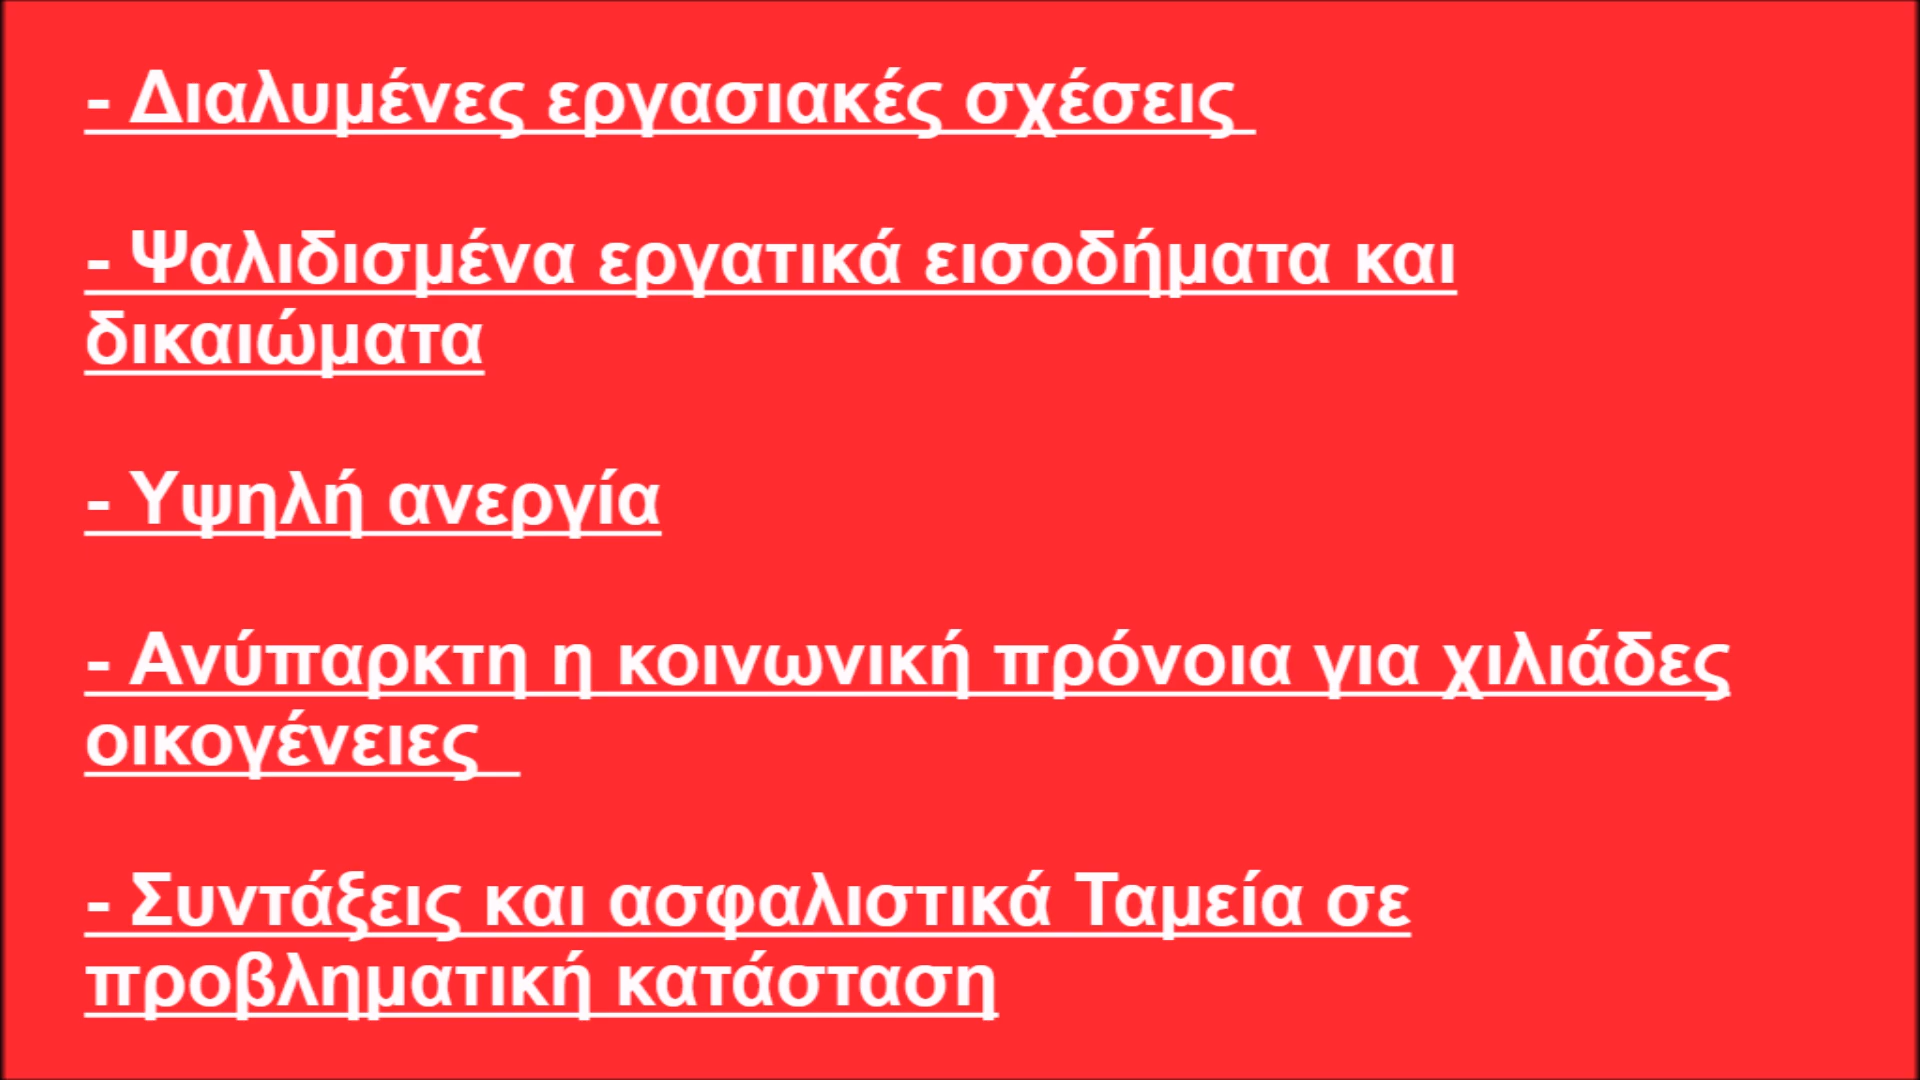 - Διαλυμένες εργασιακές σχέσεις
- Ψαλιδισμένα εργατικά εισοδήματα και
δικαιώματα
- Υψηλή ανεργία
- Ανύπαρκτη η κοινωνική πρόνοια για χιλιάδες
οικογένειες
- Συντάξεις και ασφαλιστικά Ταμεία σε
προβληματική κατάσταση